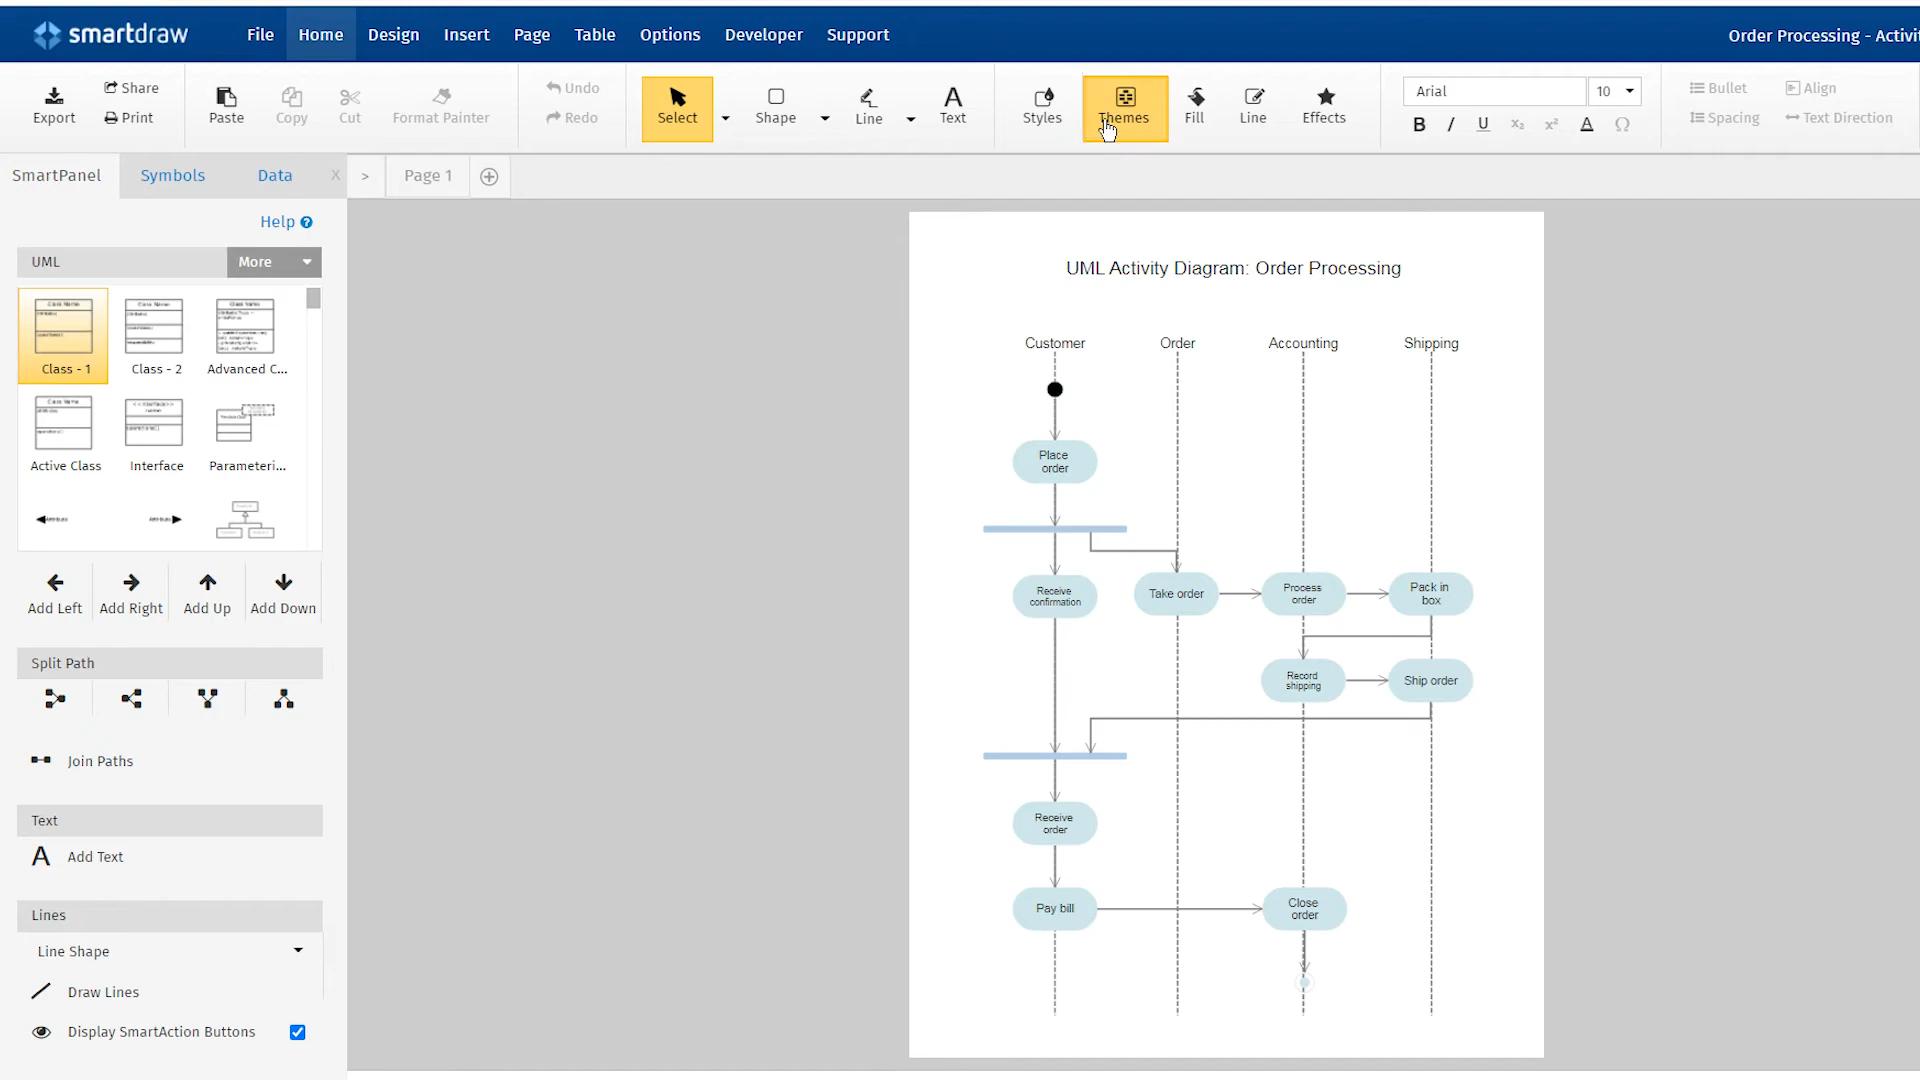 smartdraw
File Home Design Insert Page Table Options Developer Support
Order Processing - Activi
Export Share Print
Paste Copy Cut Format Painter
Undo Redo
Select Shape Line Text
Styles Themes Fill Line Effects
Arial 10
B I U X₂ X² A Ω
Bullet Align
Spacing Text Direction
SmartPanel Symbols Data X > Page 1
Help
UML More
Class - 1 Class - 2 Advanced C...
Active Class Interface Parameteri...
Add Left Add Right Add Up Add Down
Split Path
Join Paths
Text
A Add Text
Lines
Line Shape
Draw Lines
Display SmartAction Buttons
UML Activity Diagram: Order Processing
Customer Order Accounting Shipping
Place
order
Receive
confirmation
Take order
Process
order
Pack in
box
Record
shipping
Ship order
Receive
order
Pay bill
Close
order